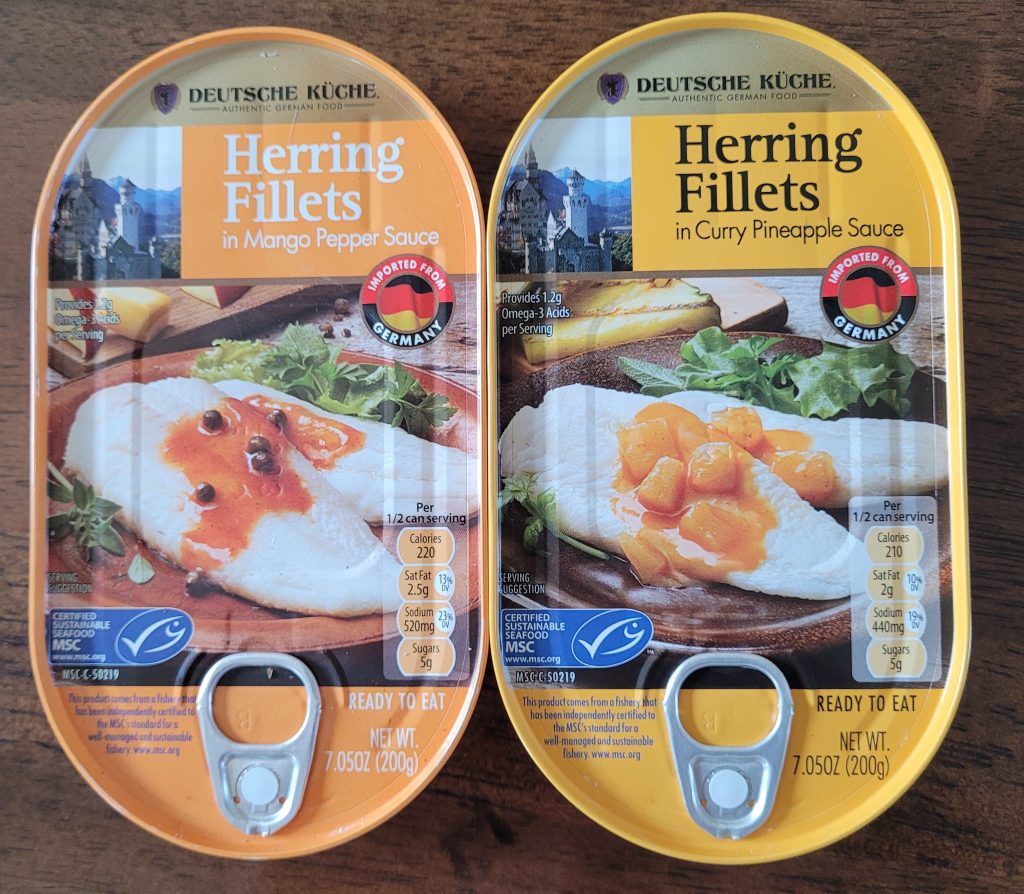 DEUTSCHE KÜCHE.
AUTHENTIC GERMAN FOOD
Herring
Fillets
in Mango Pepper Sauce
IMPORTED FROM
GERMANY
Provides 1.2g
Omega-3 Acids
per Serving
Per
1/2 can serving
Calories
220
Sat Fat
2.5g
13%
DV
Sodium
520mg
23%
DV
Sugars
5g
SERVING
SUGGESTION
CERTIFIED
SUSTAINABLE
SEAFOOD
MSC
www.msc.org
MSC-C-50219
This product comes from a fishery that
has been independently certified to
the MSC's standard for a
well-managed and sustainable
fishery. www.msc.org
READY TO EAT
NET WT.
7.05OZ (200g)
DEUTSCHE KÜCHE.
AUTHENTIC GERMAN FOOD
Herring
Fillets
in Curry Pineapple Sauce
IMPORTED FROM
GERMANY
Provides 1.2g
Omega-3 Acids
per Serving
Per
1/2 can serving
Calories
210
Sat Fat
2g
10%
DV
Sodium
440mg
19%
DV
Sugars
5g
SERVING
SUGGESTION
CERTIFIED
SUSTAINABLE
SEAFOOD
MSC
www.msc.org
TM
MSC-C-50219
This product comes from a fishery that
has been independently certified to
the MSC's standard for a
well-managed and sustainable
fishery. www.msc.org
B
READY TO EAT
NET WT.
7.05OZ (200g)